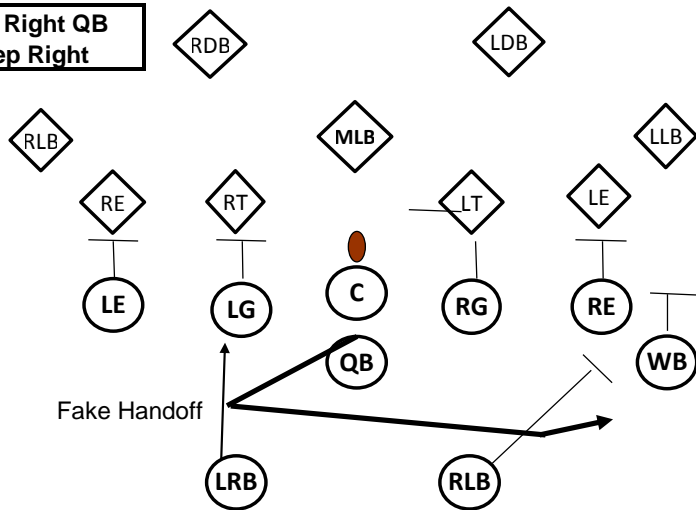 Right QB
Right
RDB
LDB
RLB
MLB
LLB
RE
RT
LT
LE
LE
LG
C
RG
RE
QB
WB
Fake Handoff
LRB
RLB